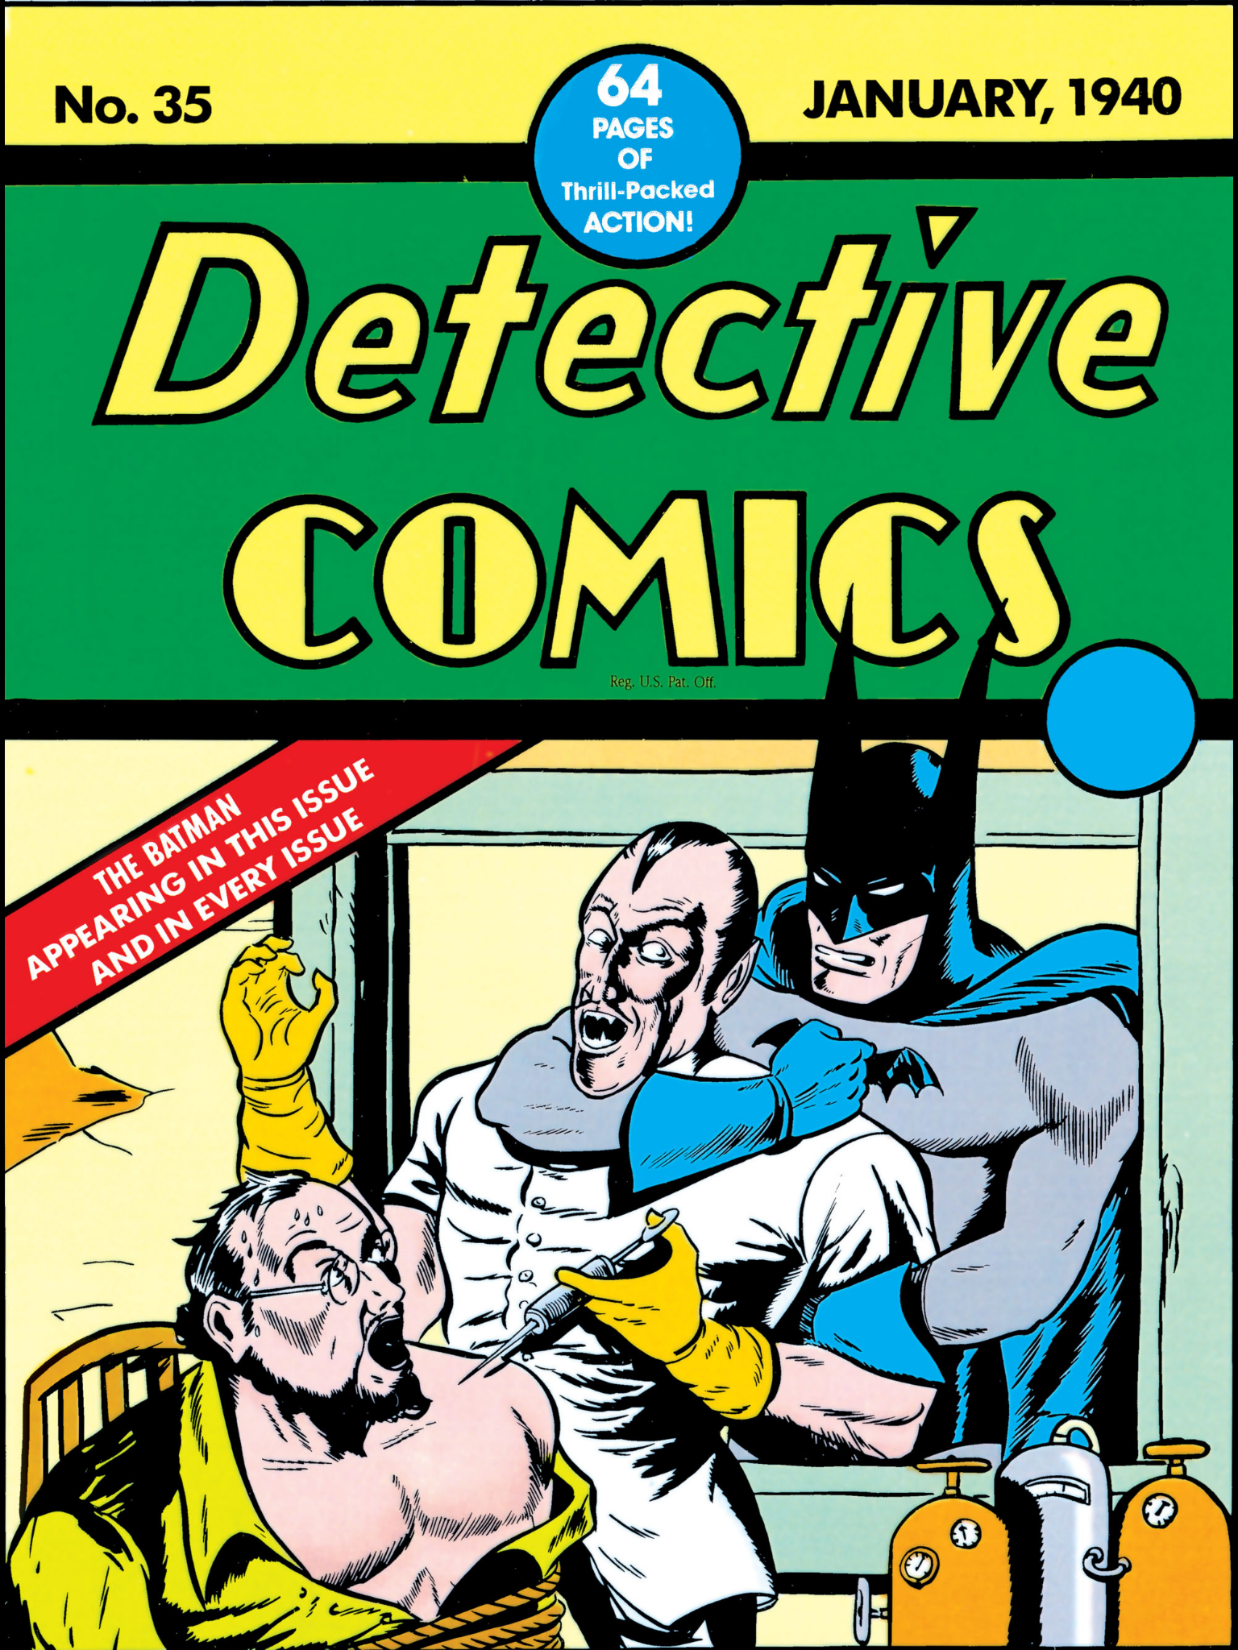 No. 35
64
PAGES
OF
Thrill-Packed
ACTION!
JANUARY, 1940
Detective
COMICS
Reg. U.S. Pat. Off.
THE BATMAN
APPEARING IN THIS ISSUE
AND IN EVERY ISSUE